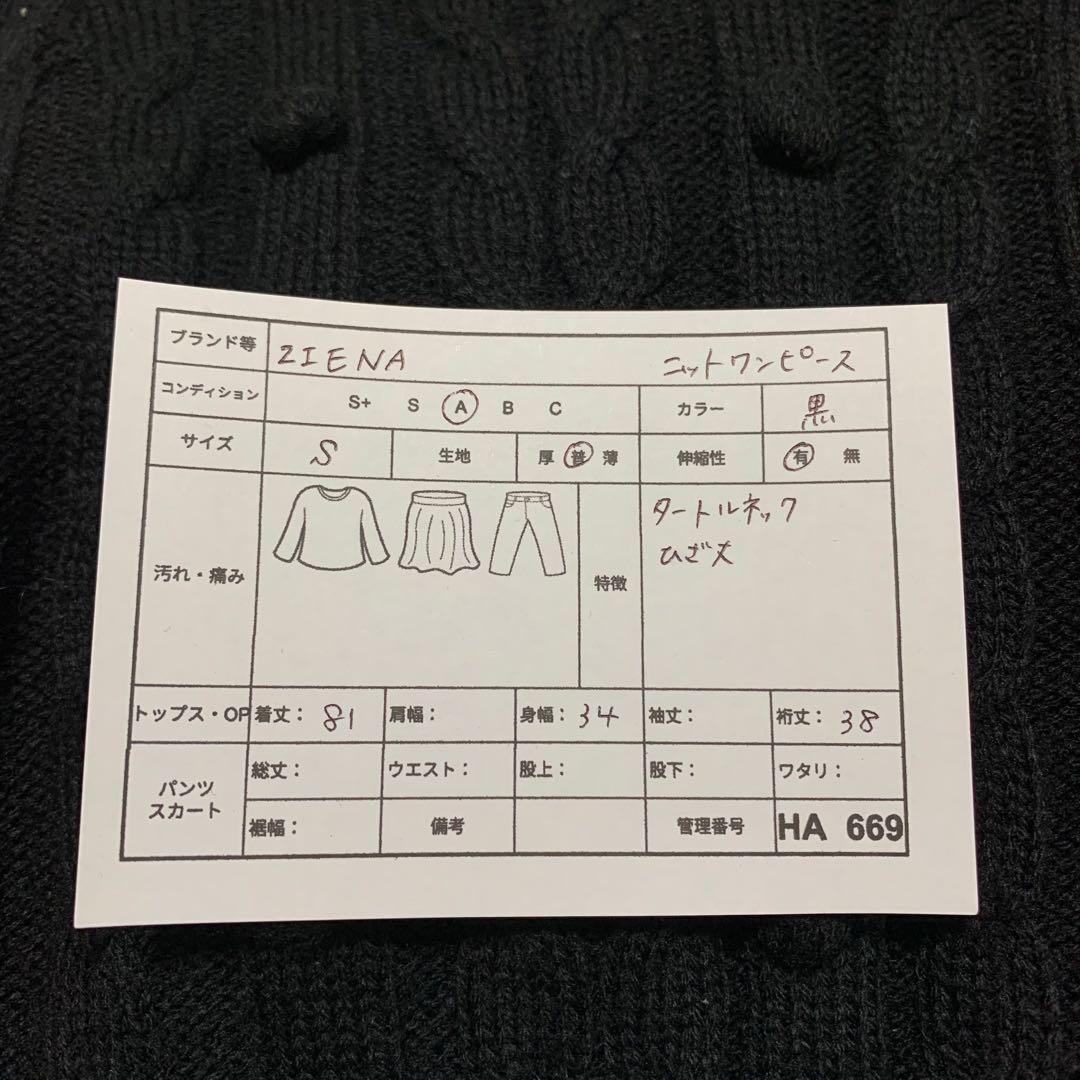 ブランド等 2IENA ニットワンピース
コンディション S+ S A B C カラー 黒
サイズ S 生地 厚 普 薄 伸縮性 有 無
汚れ・痛み 特徴 タートルネック
ひざ丈
トップス・OP 着丈: 81 肩幅: 身幅: 34 袖丈: 裄丈: 38
パンツ スカート 総丈: ウエスト: 股上: 股下: ワタリ:
裾幅: 備考 管理番号 HA 669